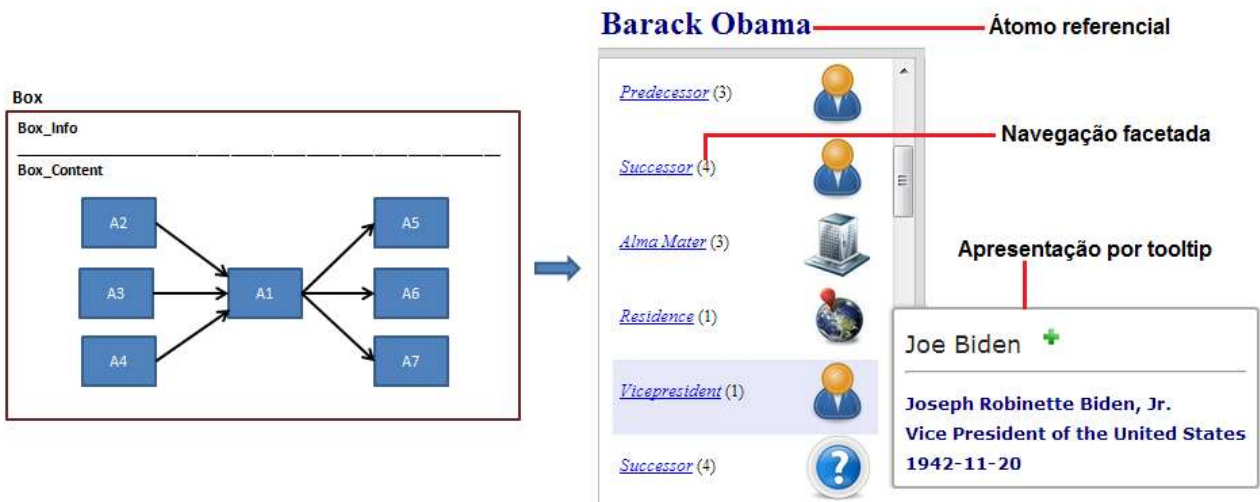 Box
Box_Info
Box_Content
A2
A5
A3
A1
A6
A4
A7
Barack Obama
Átomo referencial
Predecessor (3)
Navegação facetada
Successor (4)
Alma Mater (3)
Apresentação por tooltip
Residence (1)
Joe Biden
Vicepresident (1)
Joseph Robinette Biden, Jr.
Vice President of the United States
1942-11-20
Successor (4)
?